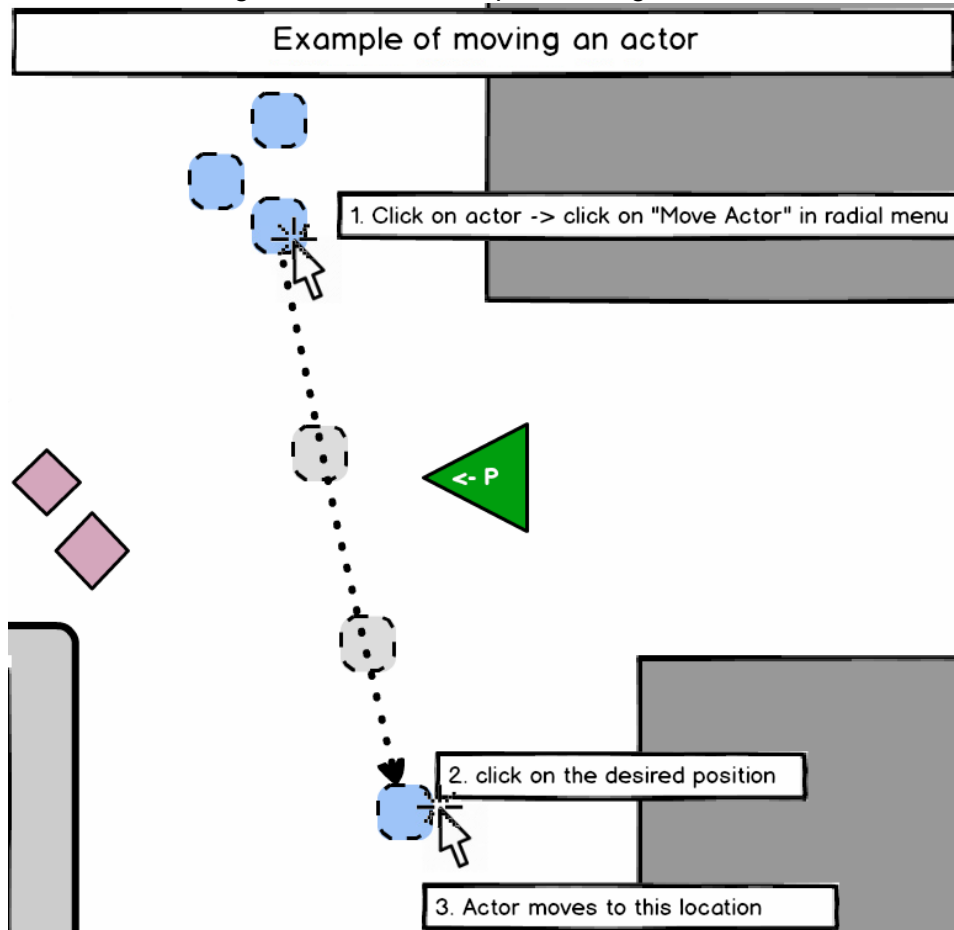 Example of moving an actor
1. Click on actor -> click on "Move Actor" in radial menu
<- P
2. click on the desired position
3. Actor moves to this location